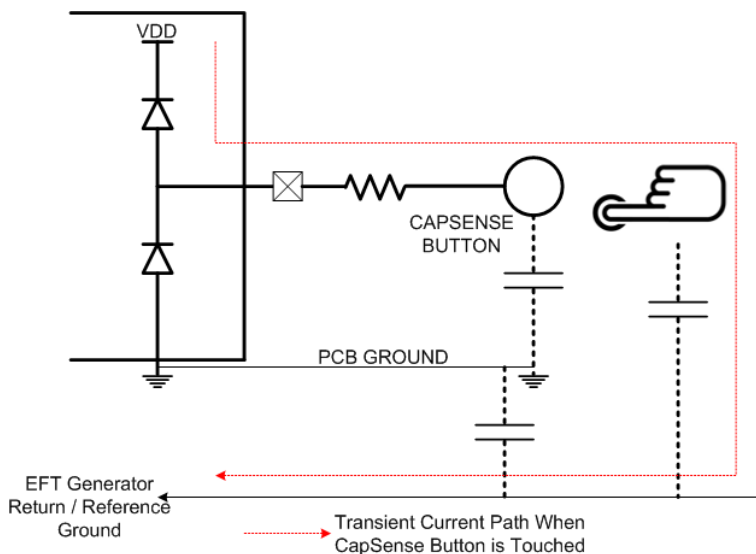 VDD
CAPSENSE
BUTTON
PCB GROUND
EFT Generator
Return / Reference
Ground
Transient Current Path When
CapSense Button is Touched